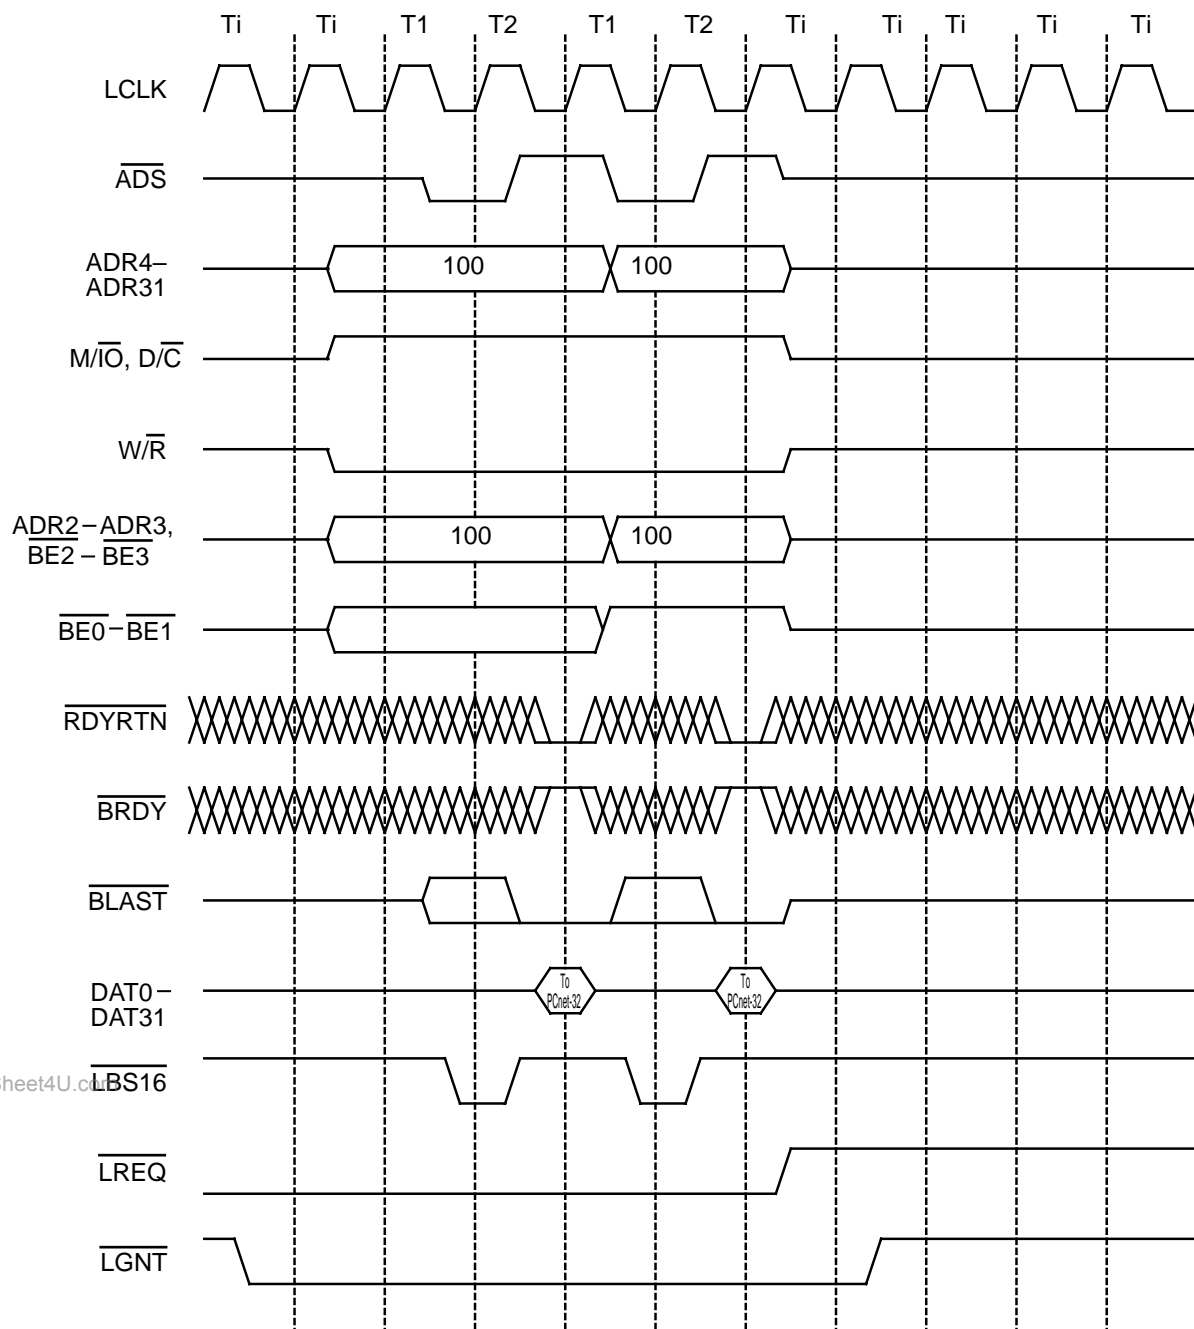 Ti Ti T1 T2 T1 T2 Ti Ti Ti Ti Ti
LCLK
ADS
ADR4–
ADR31
100 100
M/IO, D/C
W/R
ADR2–ADR3,
BE2–BE3
100 100
BE0–BE1
RDYRTN
BRDY
BLAST
DAT0–
DAT31
To
PCnet-32
To
PCnet-32
heet4U.com
LBS16
LREQ
LGNT